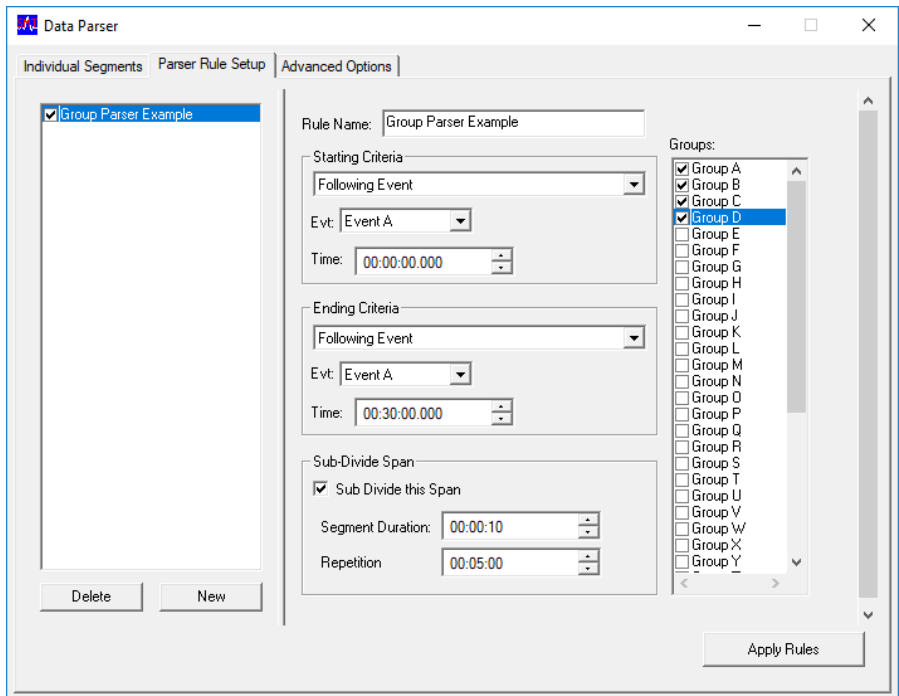 Data Parser
Individual Segments Parser Rule Setup Advanced Options
Group Parser Example
Rule Name: Group Parser Example
Starting Criteria
Following Event
Evt: Event A
Time: 00:00:00.000
Ending Criteria
Following Event
Evt: Event A
Time: 00:30:00.000
Sub-Divide Span
Sub Divide this Span
Segment Duration: 00:00:10
Repetition 00:05:00
Groups:
Group A
Group B
Group C
Group D
Group E
Group F
Group G
Group H
Group I
Group J
Group K
Group L
Group M
Group N
Group O
Group P
Group Q
Group R
Group S
Group T
Group U
Group V
Group W
Group X
Group Y
Delete New
Apply Rules